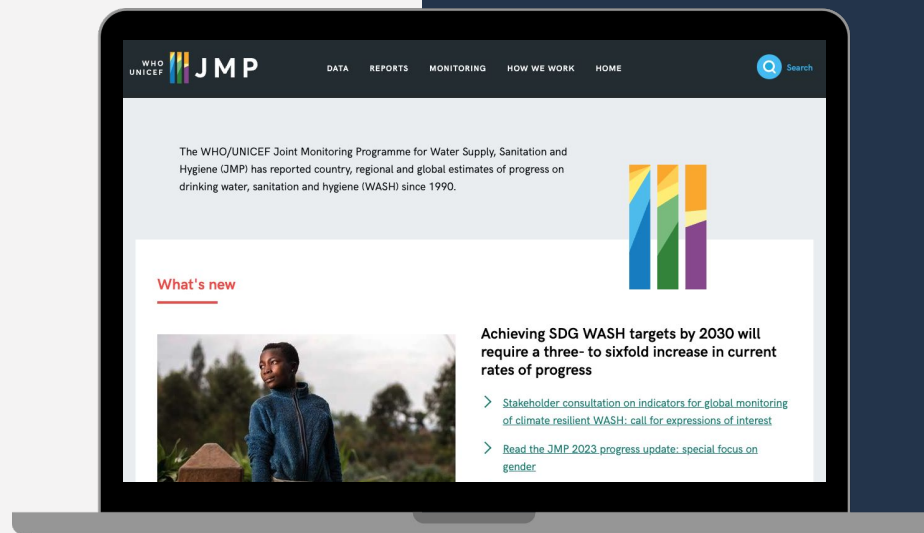 WHO
UNICEF
JMP
DATA
REPORTS
MONITORING
HOW WE WORK
HOME
Search
The WHO/UNICEF Joint Monitoring Programme for Water Supply, Sanitation and
Hygiene (JMP) has reported country, regional and global estimates of progress on
drinking water, sanitation and hygiene (WASH) since 1990.
What's new
Achieving SDG WASH targets by 2030 will
require a three- to sixfold increase in current
rates of progress
Stakeholder consultation on indicators for global monitoring
of climate resilient WASH: call for expressions of interest
Read the JMP 2023 progress update: special focus on
gender